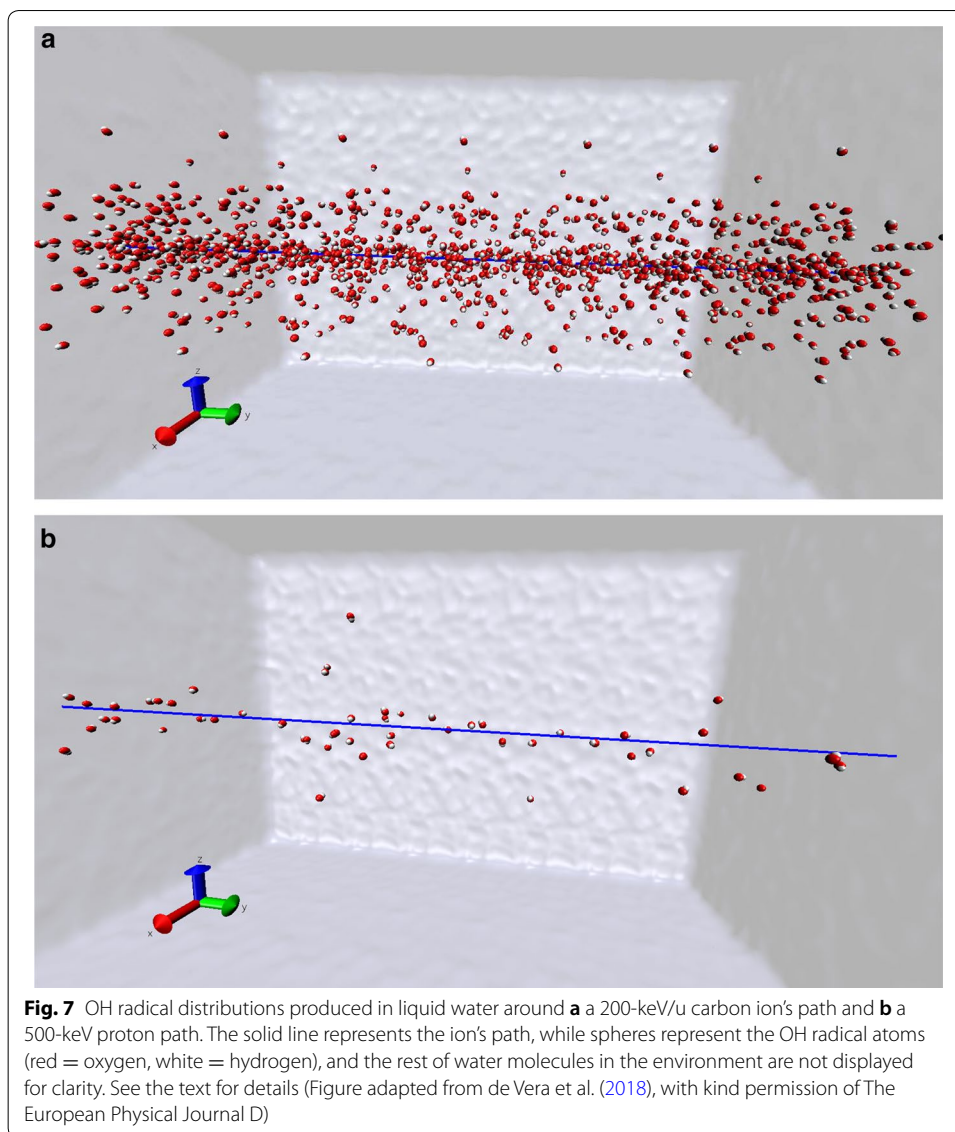 a
z
y
x
b
z
y
x
Fig. 7 OH radical distributions produced in liquid water around a a 200-keV/u carbon ion's path and b a
500-keV proton path. The solid line represents the ion's path, while spheres represent the OH radical atoms
(red = oxygen, white = hydrogen), and the rest of water molecules in the environment are not displayed
for clarity. See the text for details (Figure adapted from de Vera et al. (2018), with kind permission of The
European Physical Journal D)